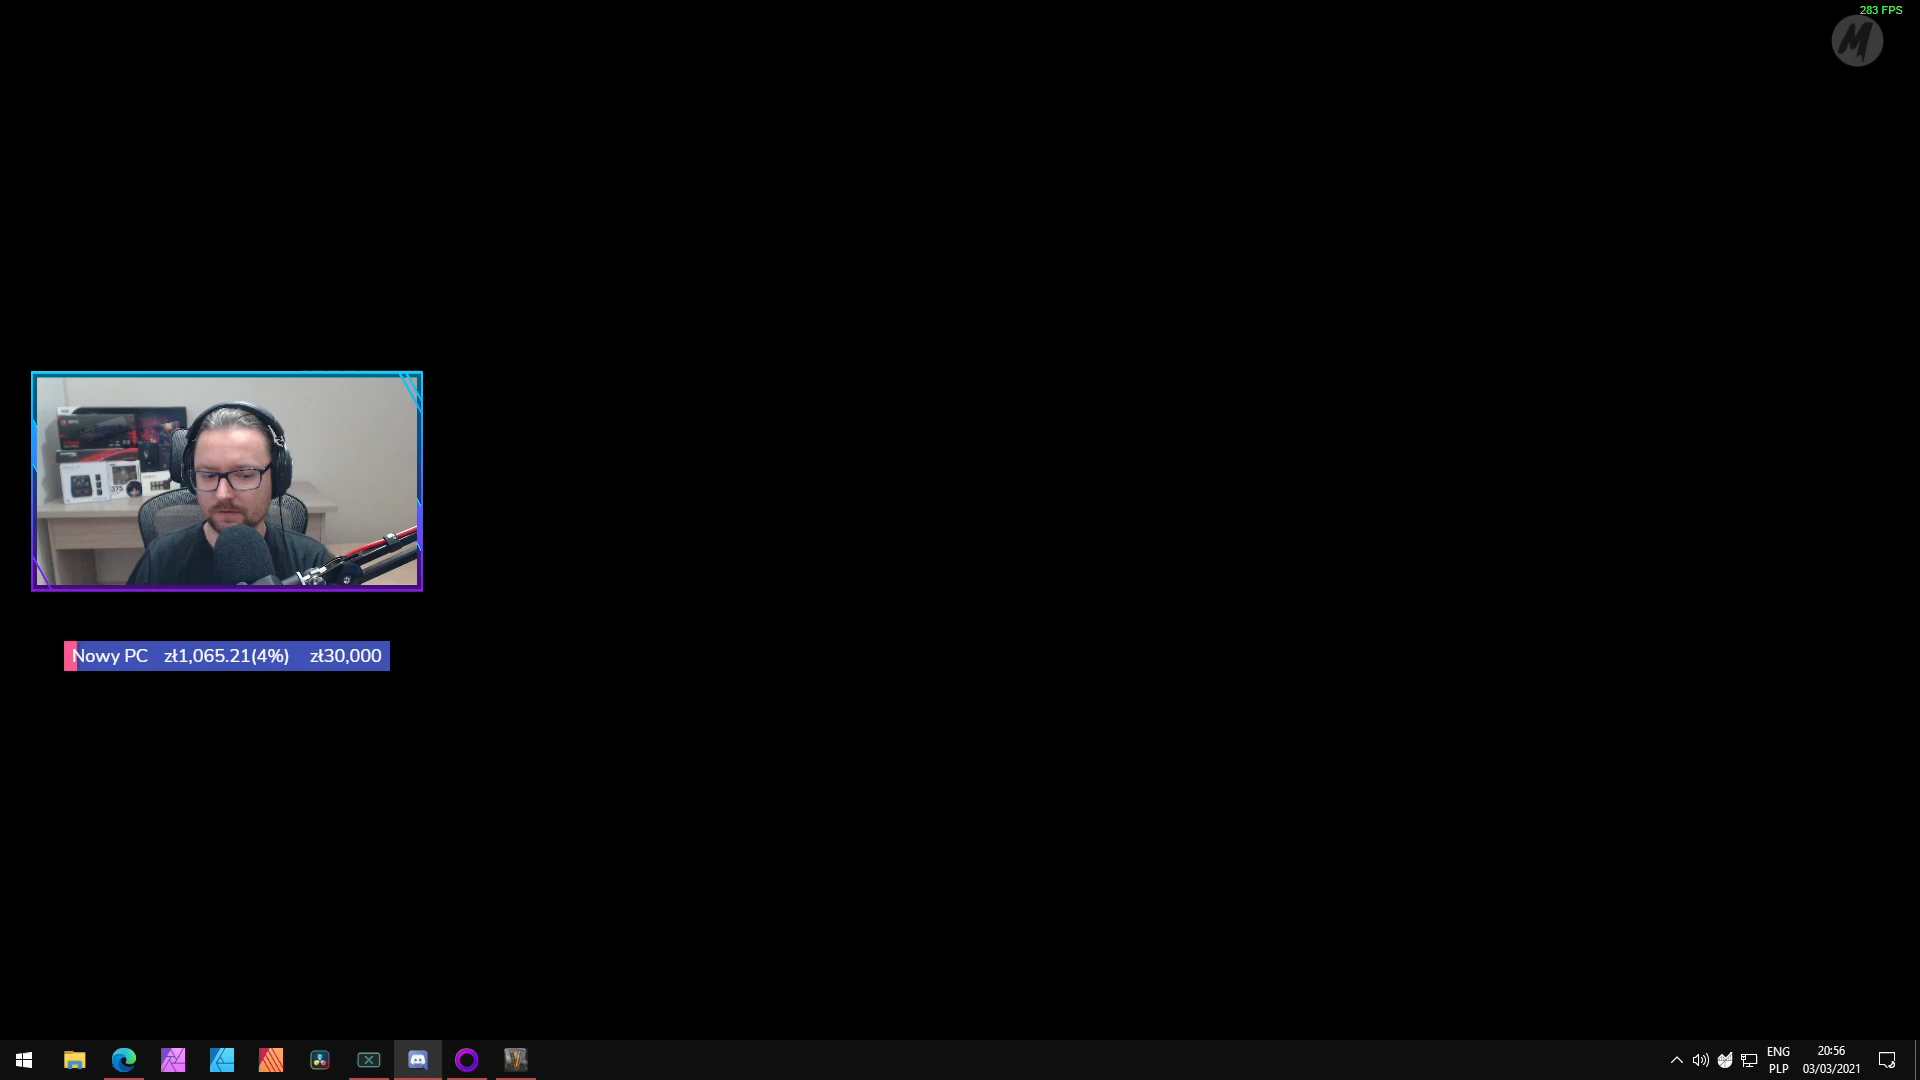 283 FPS
M
Nowy PC zł1,065.21(4%) zł30,000
ENG
PLP
20:56
03/03/2021